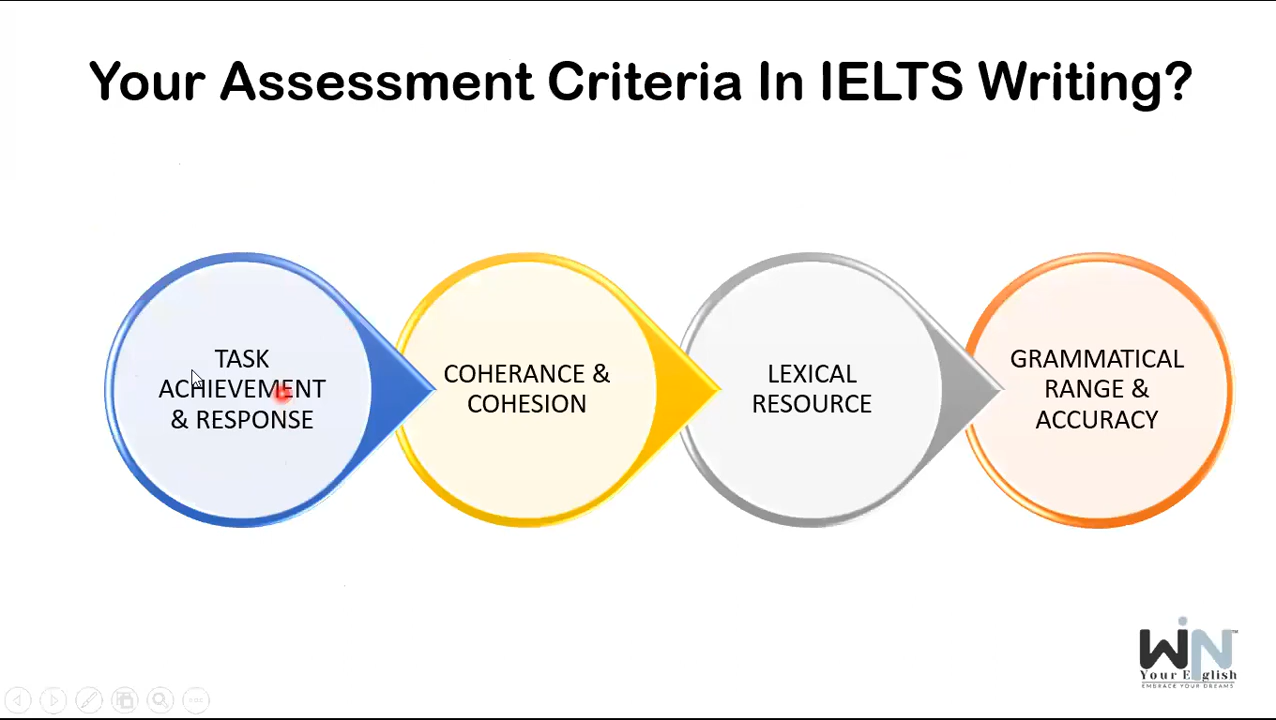 Your Assessment Criteria In IELTS Writing?
TASK
ACHIEVEMENT
& RESPONSE
COHERANCE &
COHESION
LEXICAL
RESOURCE
GRAMMATICAL
RANGE &
ACCURACY
WiN™
Your English
EMBRACE YOUR DREAMS